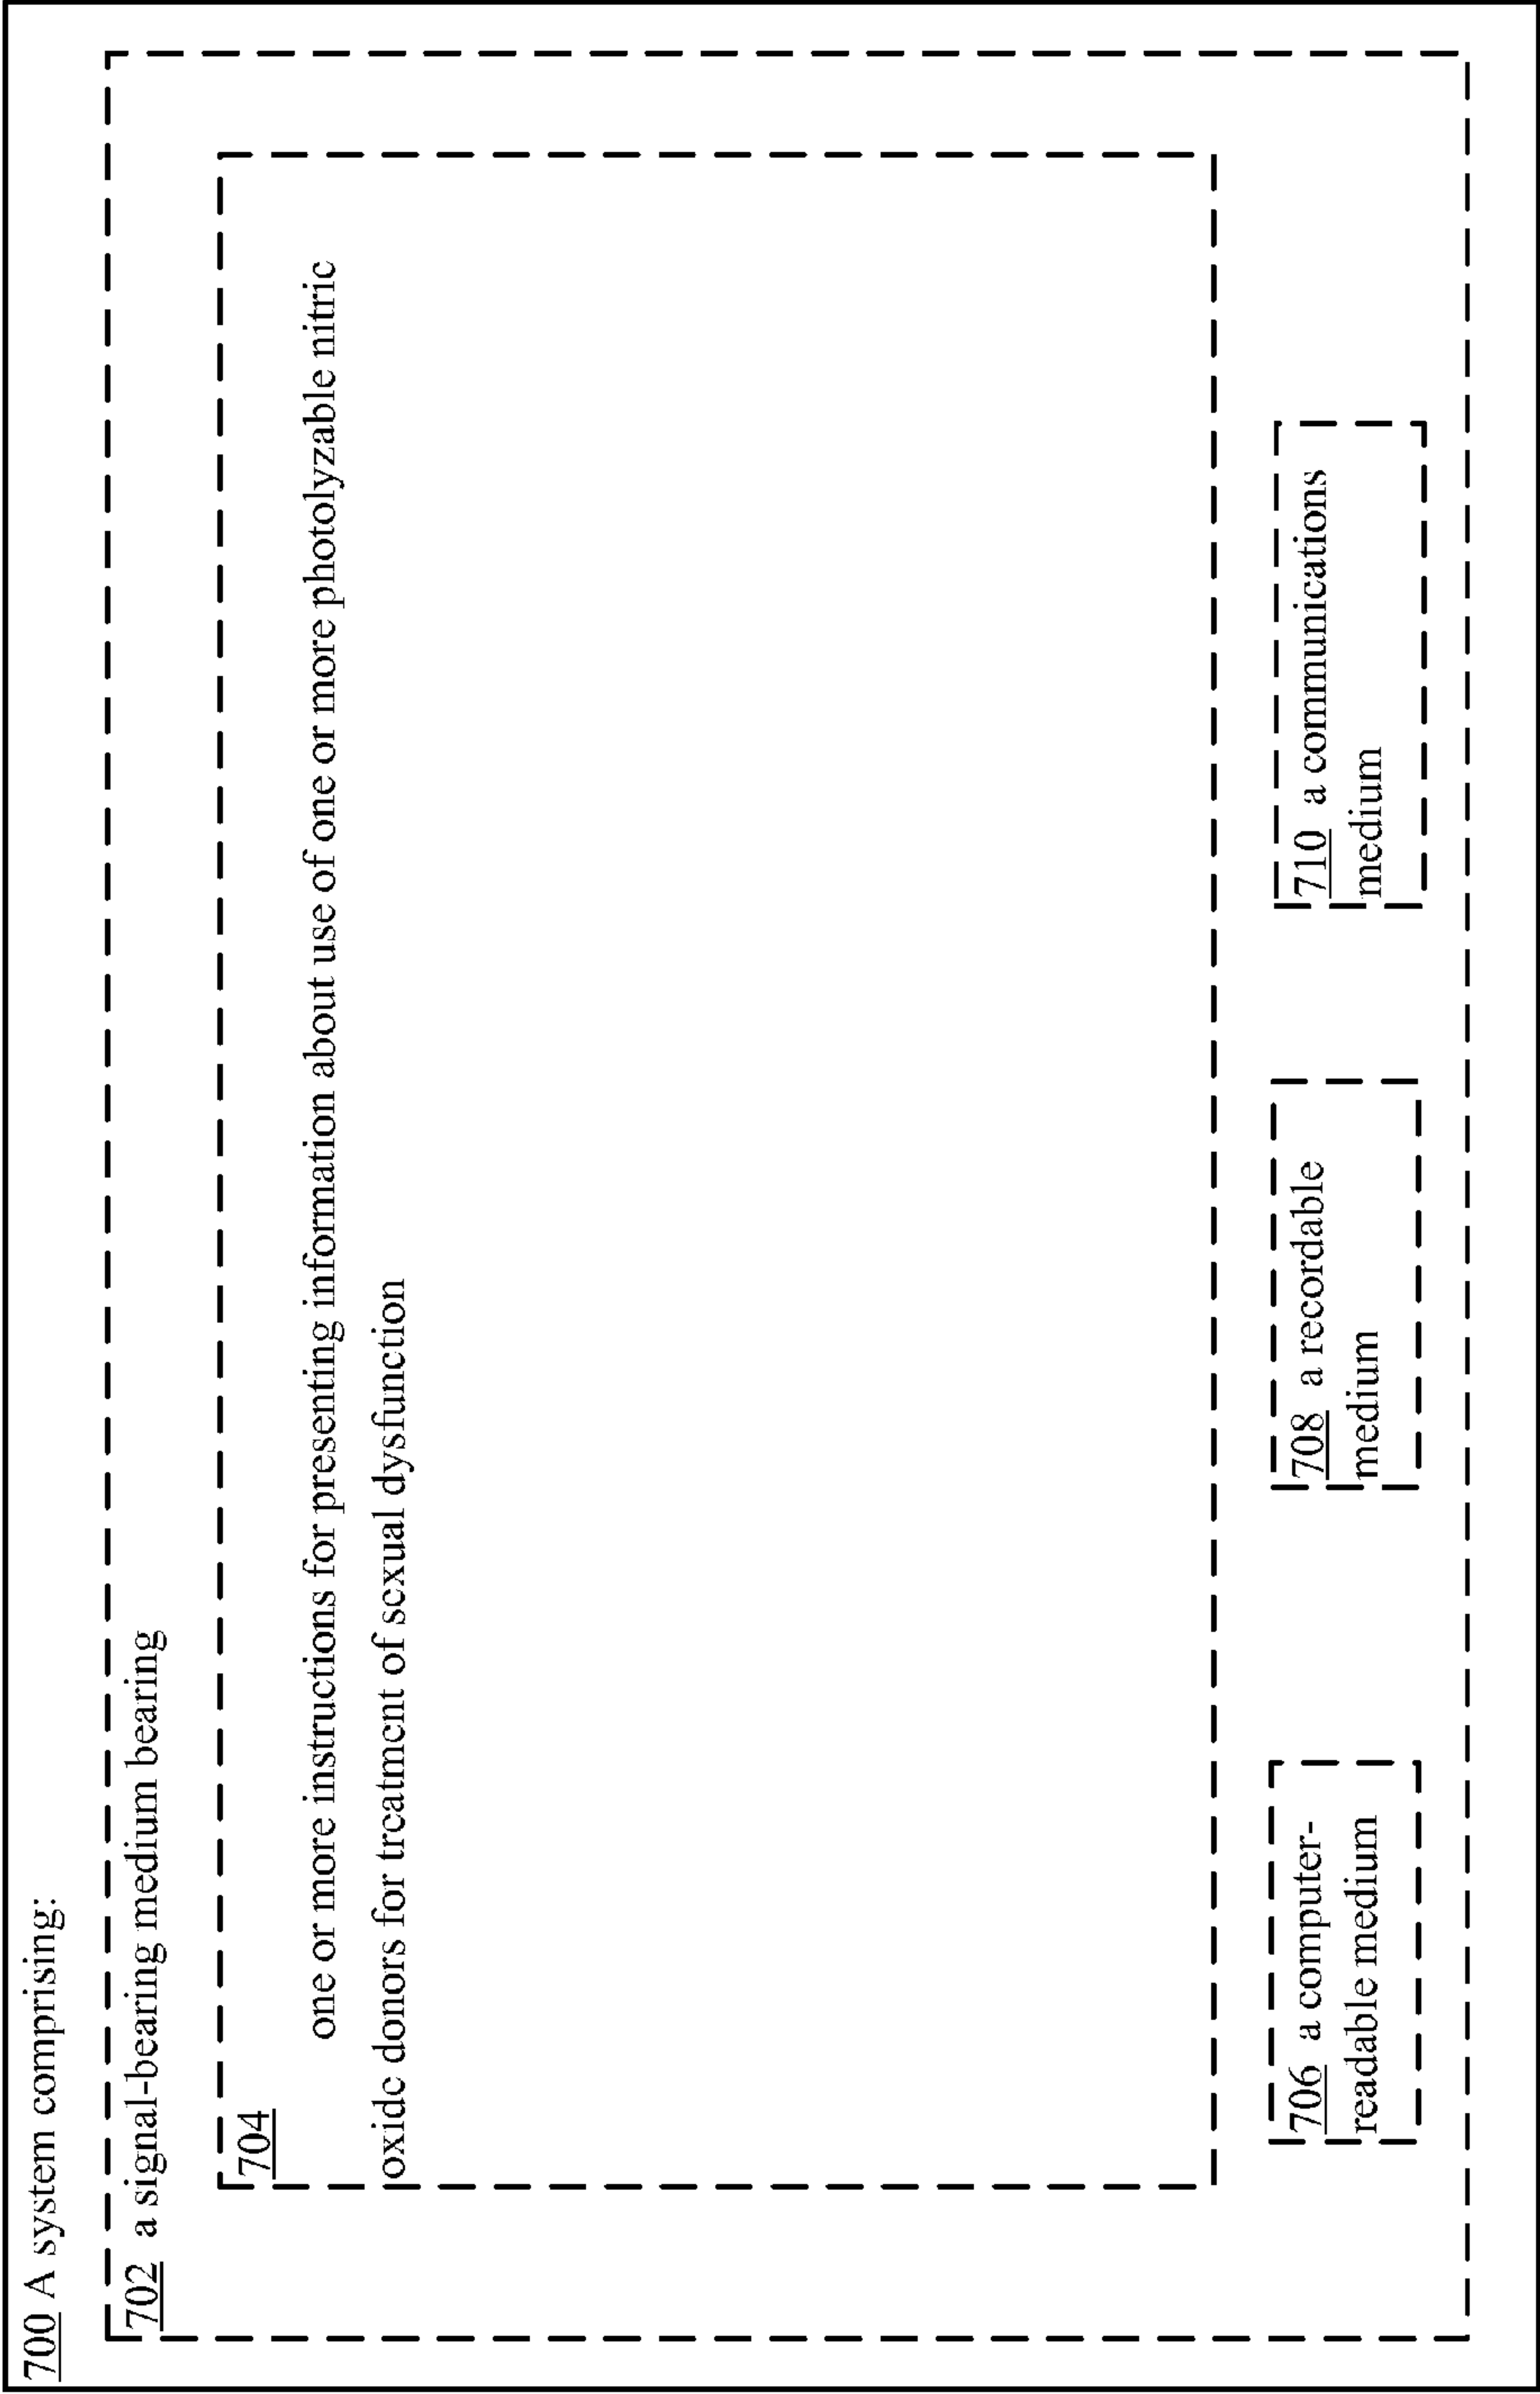 700 A system comprising:
702 a signal-bearing medium bearing
704
one or more instructions for presenting information about use of one or more photolyzable nitric
oxide donors for treatment of sexual dysfunction
706 a computer-
readable medium
708 a recordable
medium
710 a communications
medium